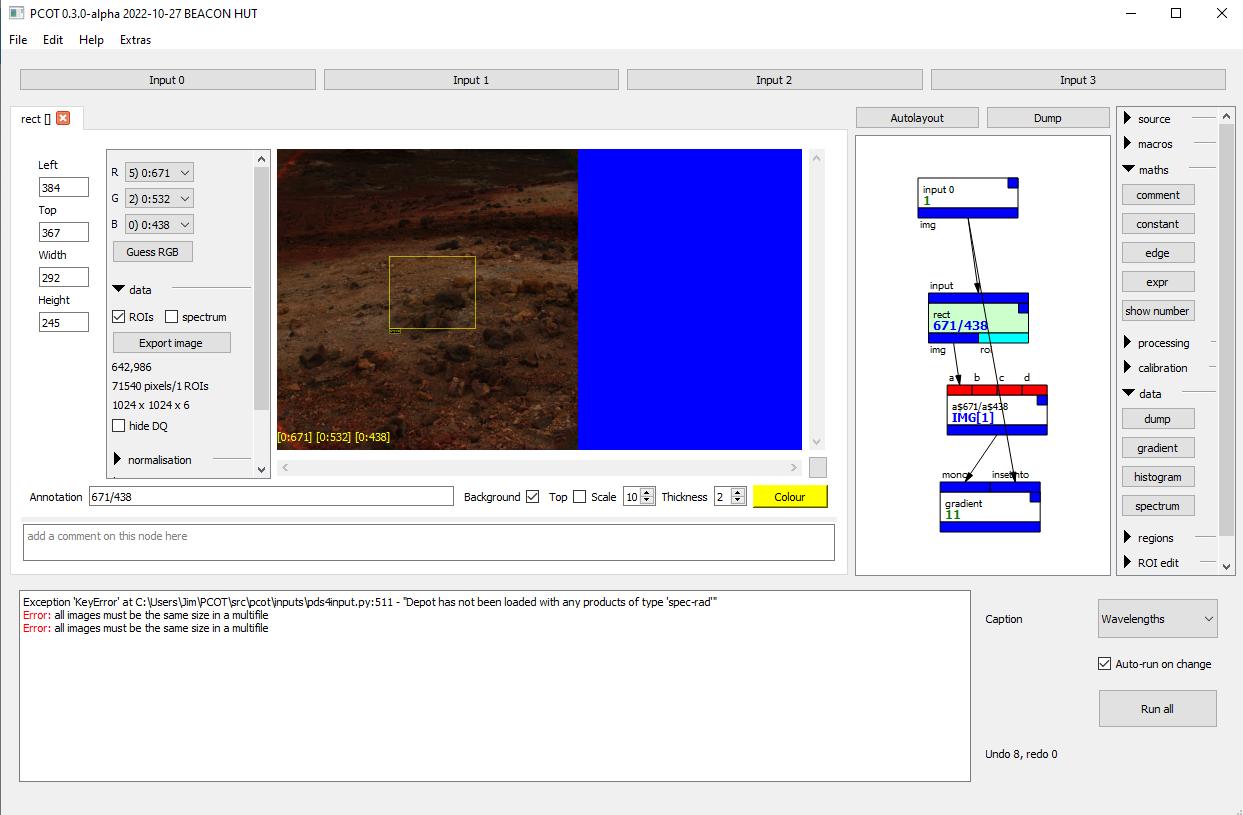 PCOT 0.3.0-alpha 2022-10-27 BEACON HUT
File Edit Help Extras
Input 0 Input 1 Input 2 Input 3
rect []
Left
384
Top
367
Width
292
Height
245
R 5) 0:671
G 2) 0:532
B 0) 0:438
Guess RGB
data
ROIs spectrum
Export image
642,986
71540 pixels/1 ROIs
1024 x 1024 x 6
hide DQ
normalisation
[0:671] [0:532] [0:438]
Annotation 671/438 Background Top Scale 10 Thickness 2 Colour
add a comment on this node here
Autolayout Dump
input 0
1
img
input
rect
671/438
img roi
a b c d
a$671/a$438
IMG[1]
mono insetinto
gradient
11
source
macros
maths
comment
constant
edge
expr
show number
processing
calibration
data
dump
gradient
histogram
spectrum
regions
ROI edit
Exception 'KeyError' at C:\Users\Jim\PCOT\src\pcot\inputs\pds4input.py:511 - "Depot has not been loaded with any products of type 'spec-rad'"
Error: all images must be the same size in a multifile
Error: all images must be the same size in a multifile
Caption Wavelengths
Auto-run on change
Run all
Undo 8, redo 0